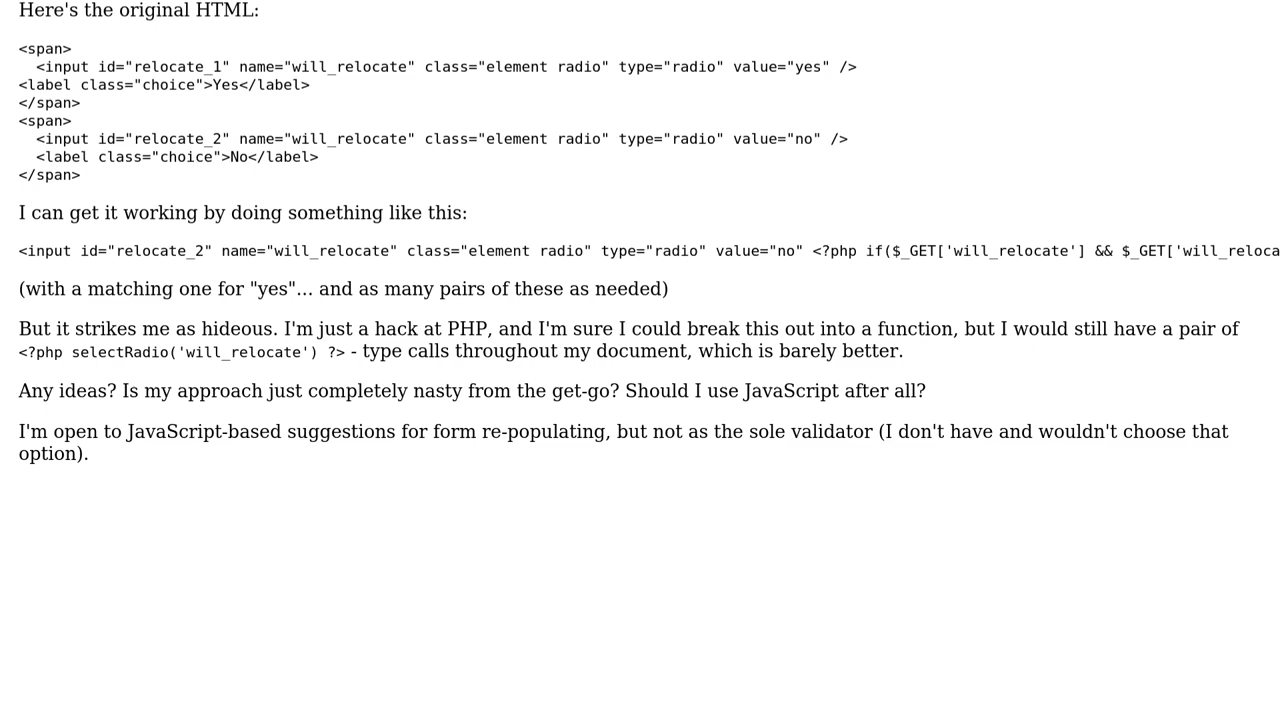 Here's the original HTML:
<span>
  <input id="relocate_1" name="will_relocate" class="element radio" type="radio" value="yes" />
<label class="choice">Yes</label>
</span>
<span>
  <input id="relocate_2" name="will_relocate" class="element radio" type="radio" value="no" />
  <label class="choice">No</label>
</span>
I can get it working by doing something like this:
<input id="relocate_2" name="will_relocate" class="element radio" type="radio" value="no" <?php if($_GET['will_relocate'] && $_GET['will_reloca
(with a matching one for "yes"... and as many pairs of these as needed)
But it strikes me as hideous. I'm just a hack at PHP, and I'm sure I could break this out into a function, but I would still have a pair of
<?php selectRadio('will_relocate') ?> - type calls throughout my document, which is barely better.
Any ideas? Is my approach just completely nasty from the get-go? Should I use JavaScript after all?
I'm open to JavaScript-based suggestions for form re-populating, but not as the sole validator (I don't have and wouldn't choose that
option).